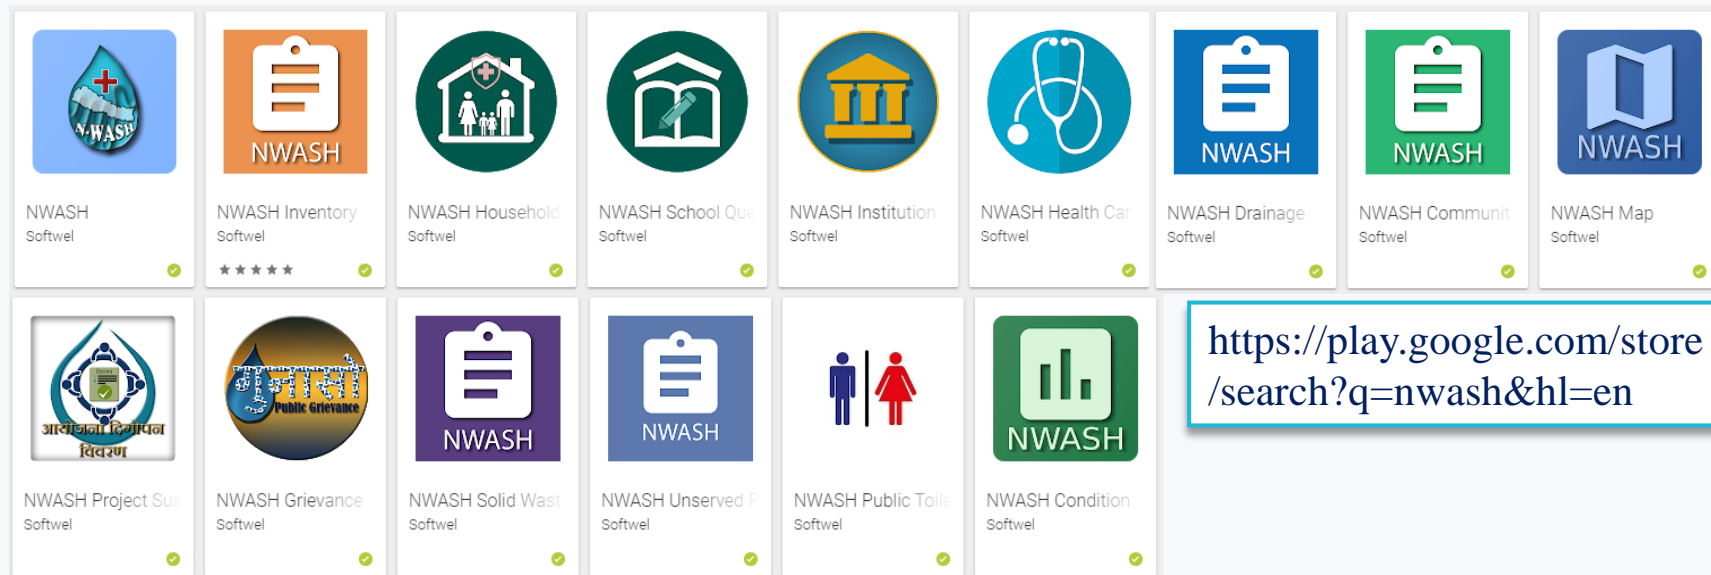 N-WASH
NWASH
NWASH
NWASH
NWASH
NWASH
Softwel
NWASH Inventory
Softwel
NWASH Household
Softwel
NWASH School Que
Softwel
NWASH Institution
Softwel
NWASH Health Car
Softwel
NWASH Drainage
Softwel
NWASH Communit
Softwel
NWASH Map
Softwel
आयोजना दिगोपन
विवरण
गुनासो
Public Grievance
NWASH
NWASH
NWASH
https://play.google.com/store
/search?q=nwash&hl=en
NWASH Project Sus
Softwel
NWASH Grievance
Softwel
NWASH Solid Wast
Softwel
NWASH Unserved P
Softwel
NWASH Public Toile
Softwel
NWASH Condition
Softwel